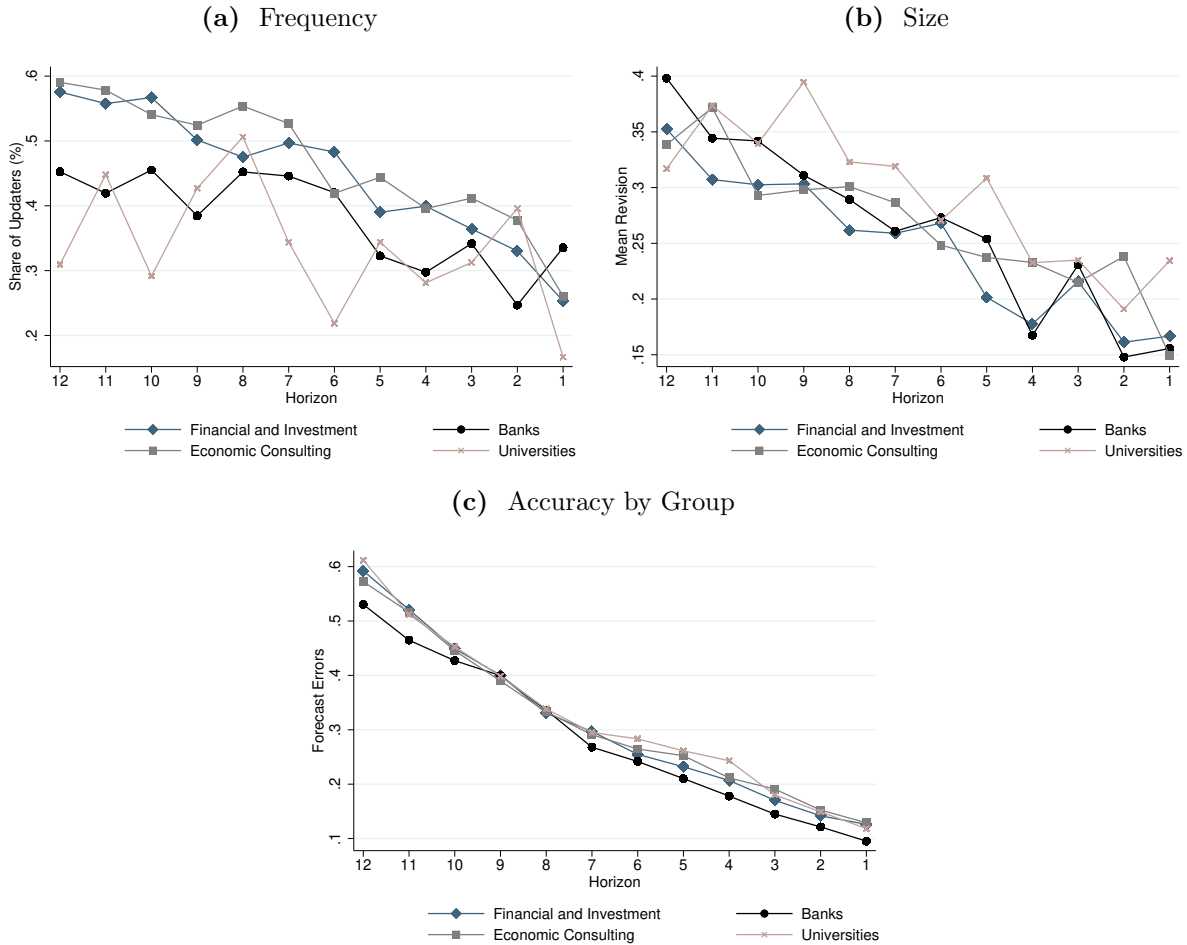 (a) Frequency
(b) Size
.6
.5
.4
.3
.2
Share of Updaters (%)
12 11 10 9 8 7 6 5 4 3 2 1
Horizon
Financial and Investment
Banks
Economic Consulting
Universities
.4
.35
.3
.25
.2
.15
Mean Revision
12 11 10 9 8 7 6 5 4 3 2 1
Horizon
Financial and Investment
Banks
Economic Consulting
Universities
(c) Accuracy by Group
.6
.5
.4
.3
.2
.1
Forecast Errors
12 11 10 9 8 7 6 5 4 3 2 1
Horizon
Financial and Investment
Banks
Economic Consulting
Universities